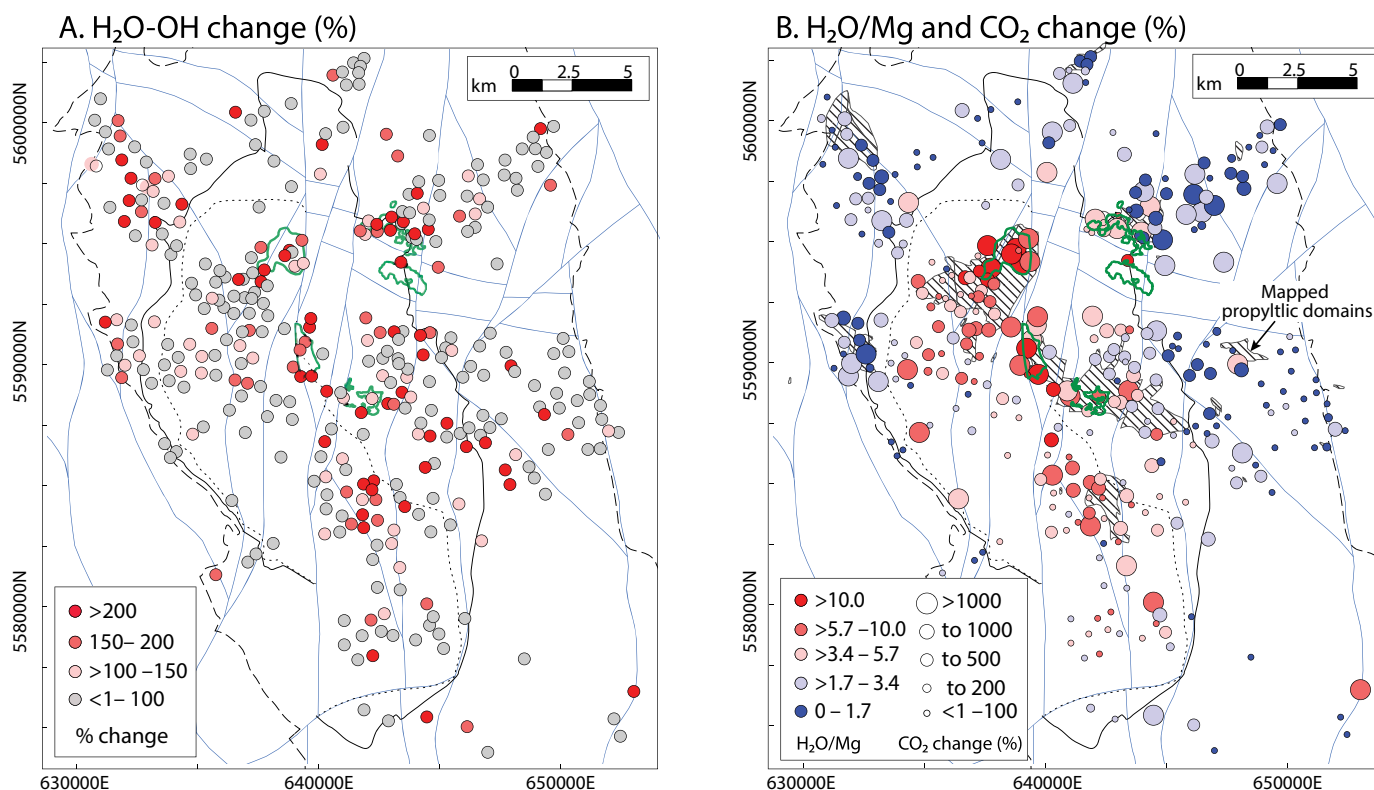 A. H₂O-OH change (%)
km 0 2.5 5
5600000N
5590000N
5580000N
>200
150– 200
>100 –150
<1– 100
% change
630000E 640000E 650000E
B. H₂O/Mg and CO₂ change (%)
km 0 2.5 5
5600000N
5590000N
5580000N
Mapped
propyltlic domains
>10.0 >1000
>5.7 –10.0 to 1000
>3.4 – 5.7 to 500
>1.7 – 3.4 to 200
0 – 1.7 <1 –100
H₂O/Mg CO₂ change (%)
630000E 640000E 650000E